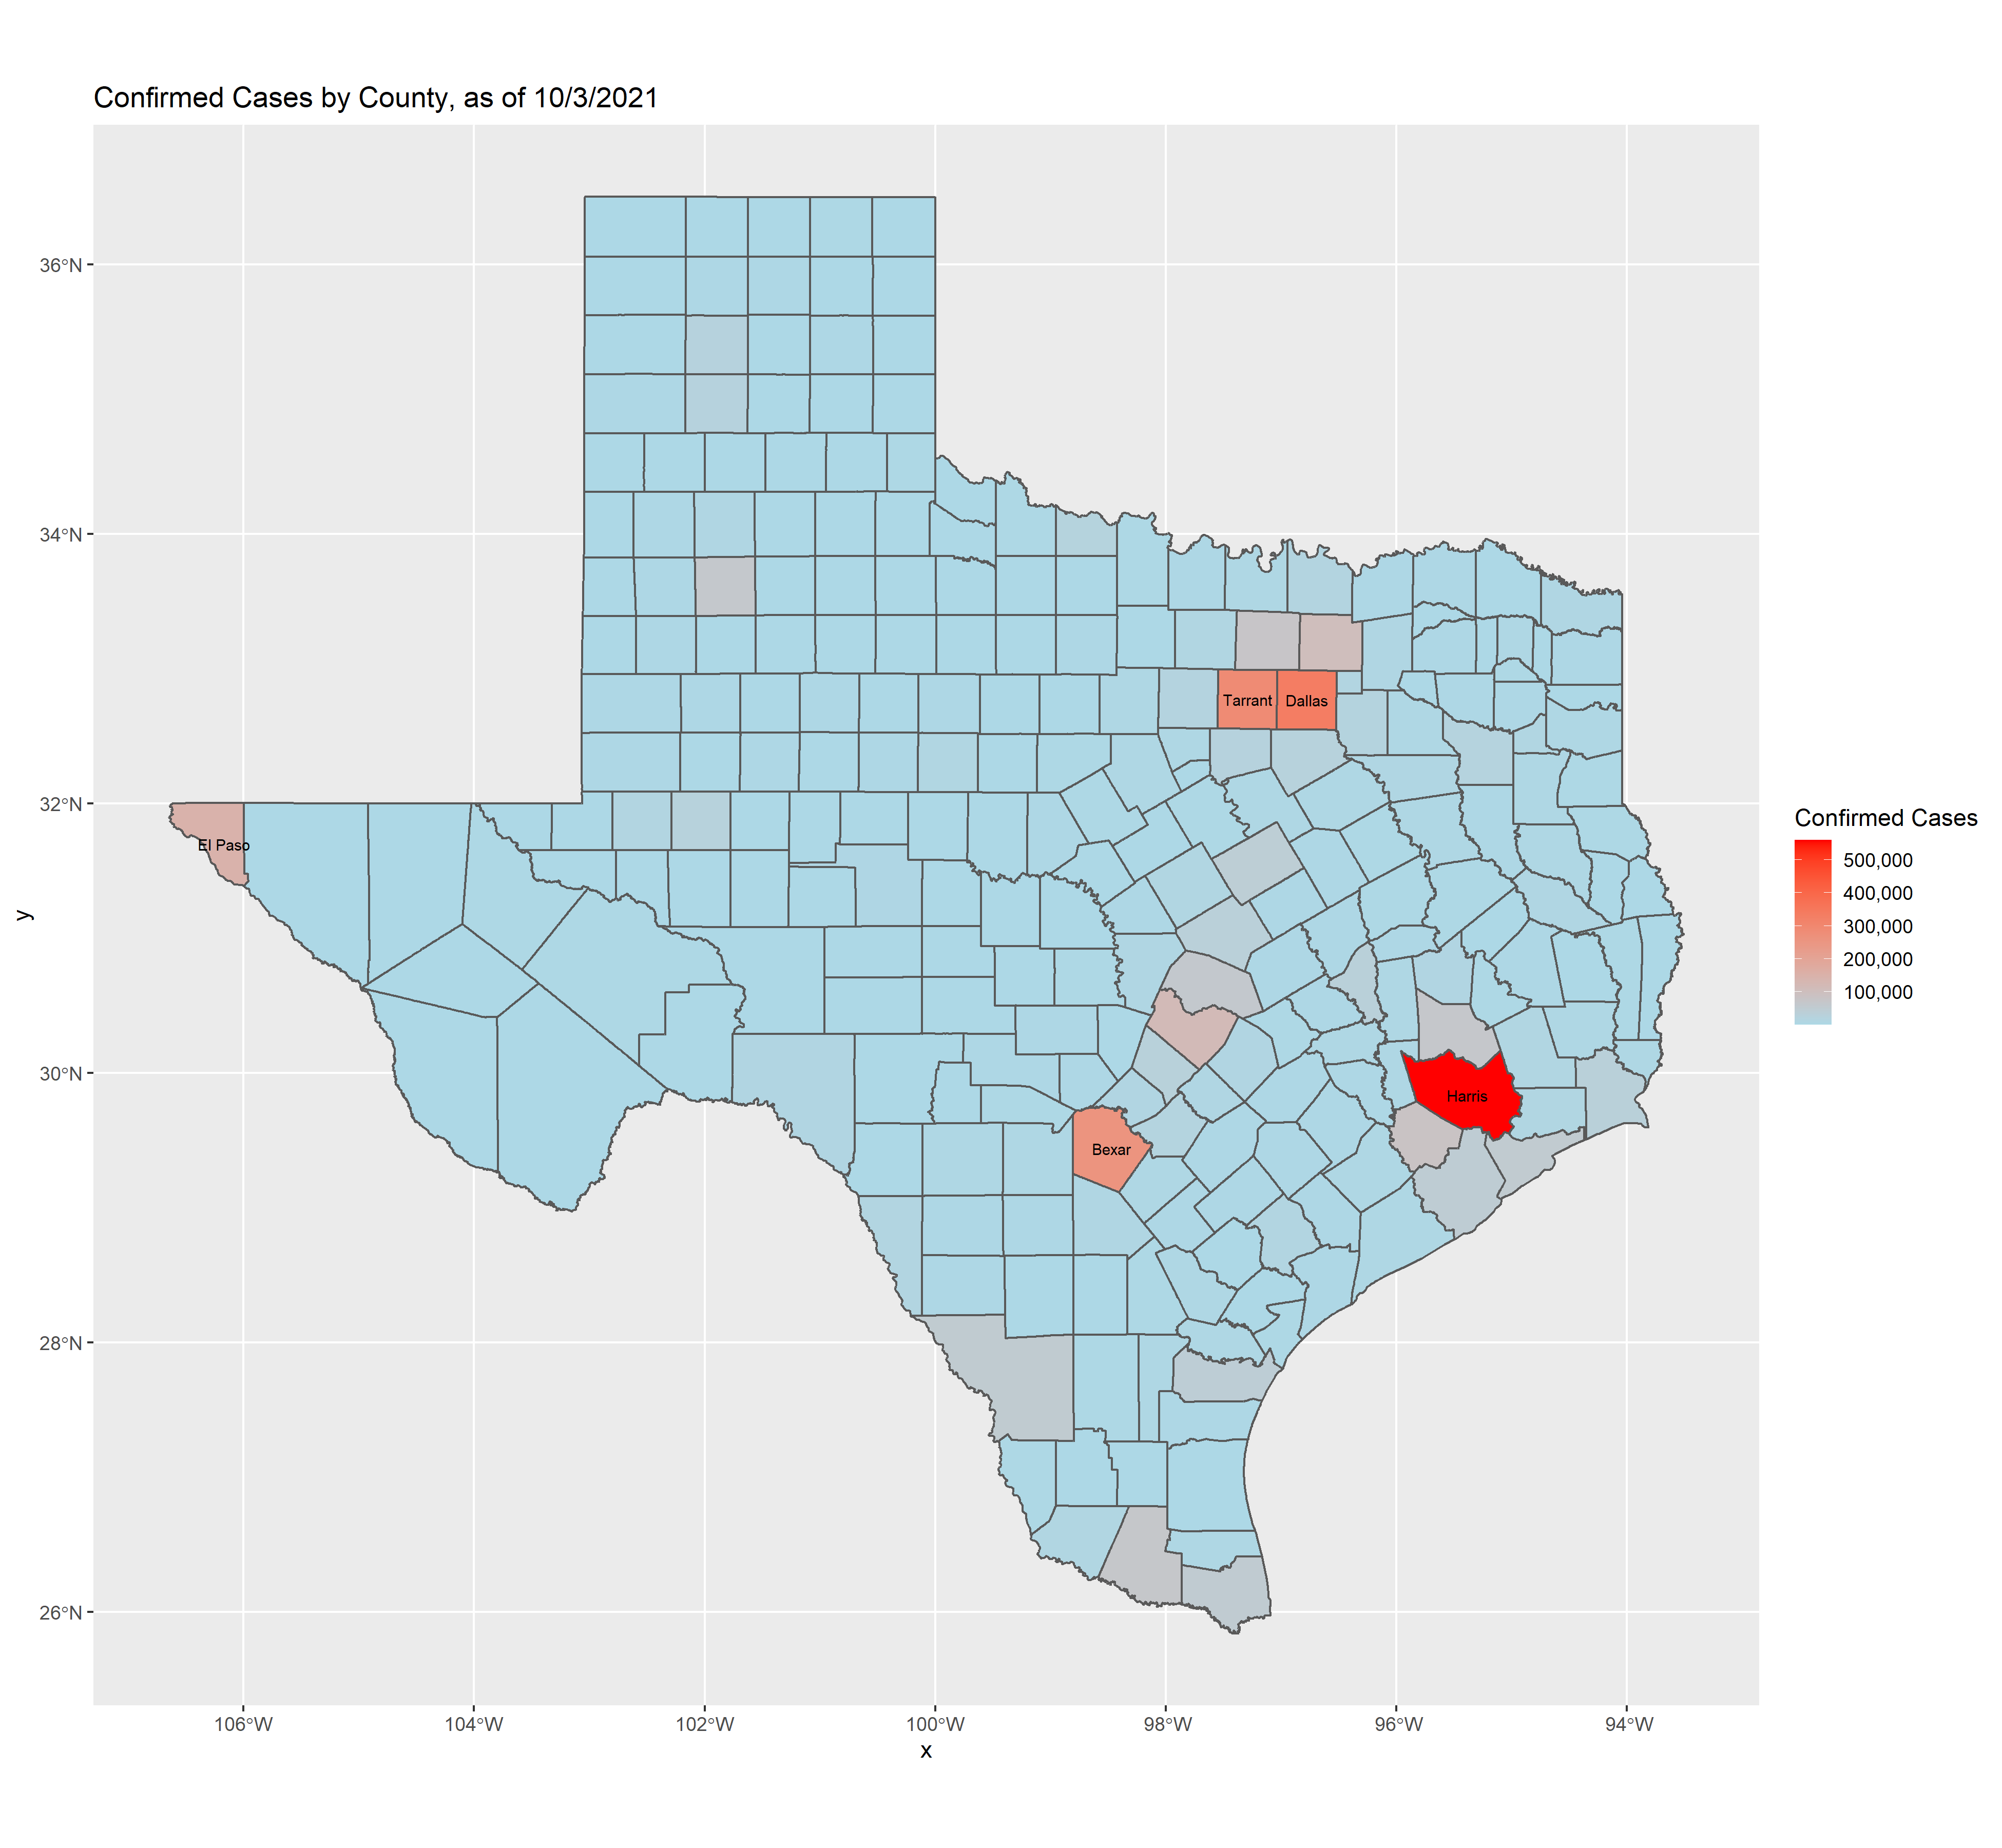 Confirmed Cases by County, as of 10/3/2021
36°N
34°N
32°N
30°N
28°N
26°N
y
Tarrant
Dallas
El Paso
Harris
Bexar
106°W
104°W
102°W
100°W
98°W
96°W
94°W
x
Confirmed Cases
500,000
400,000
300,000
200,000
100,000